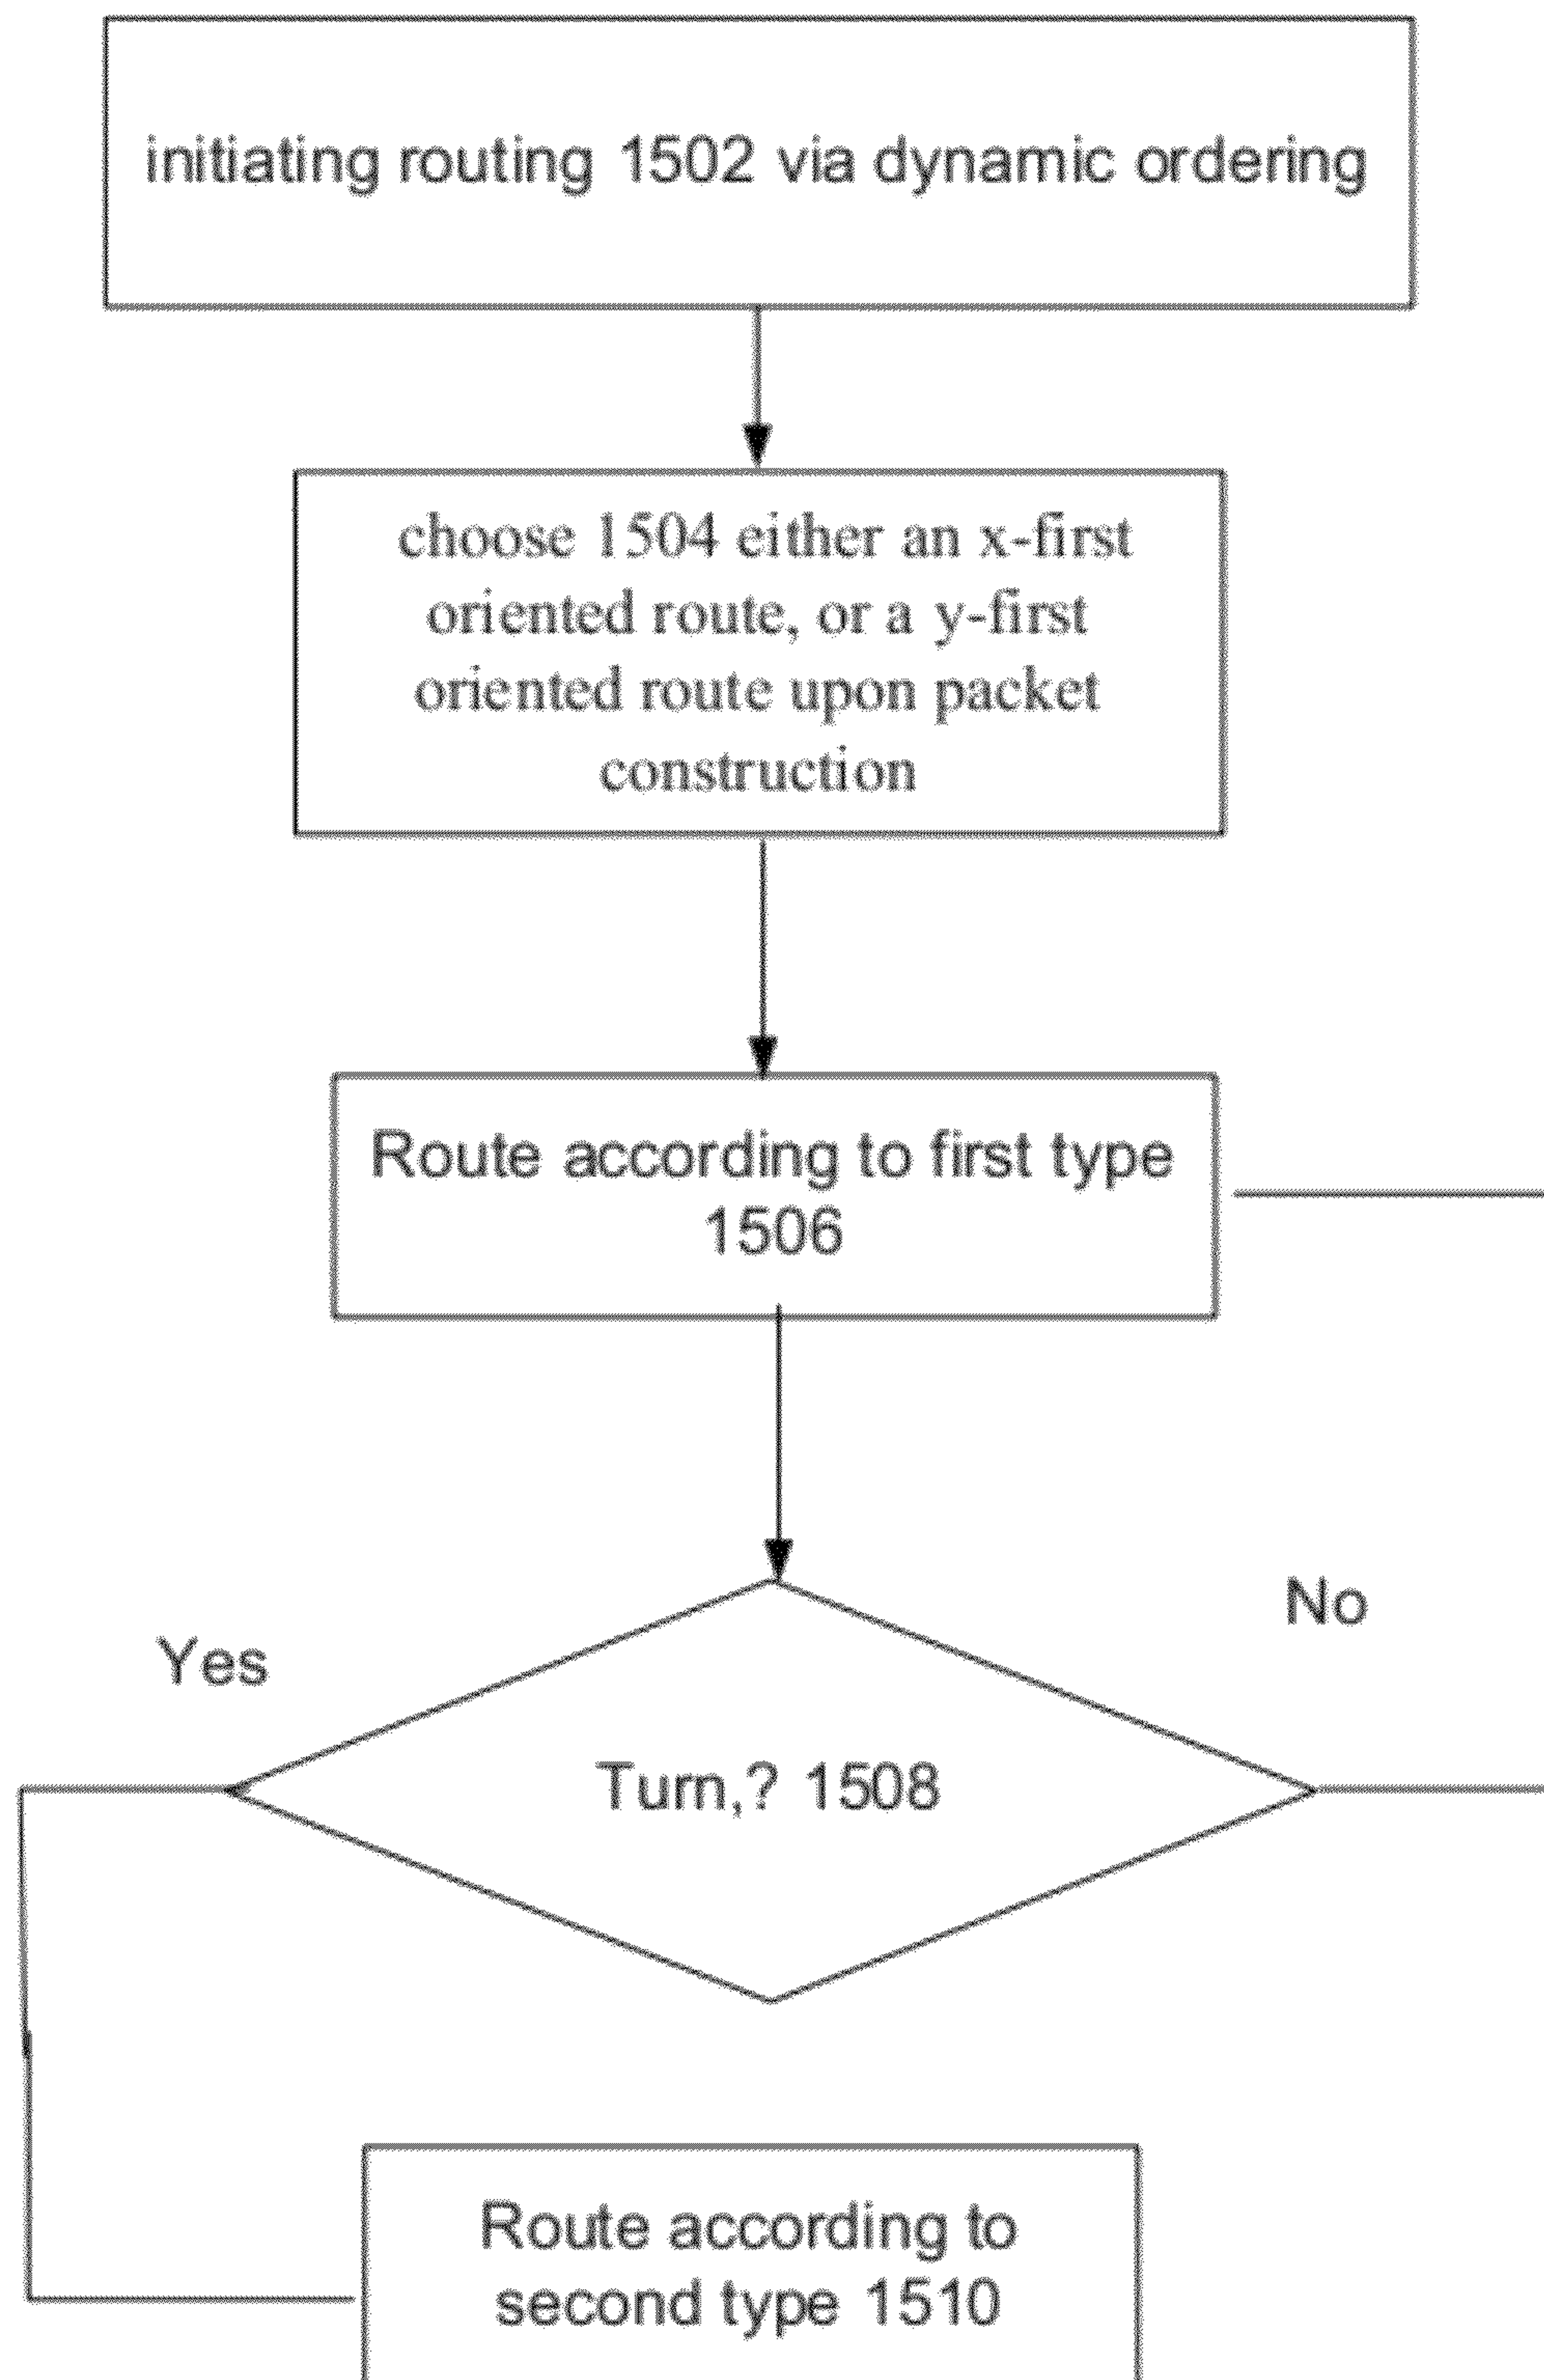 initiating routing 1502 via dynamic ordering
choose 1504 either an x-first
oriented route, or a y-first
oriented route upon packet
construction
Route according to first type
1506
No
Yes
Turn,? 1508
Route according to
second type 1510